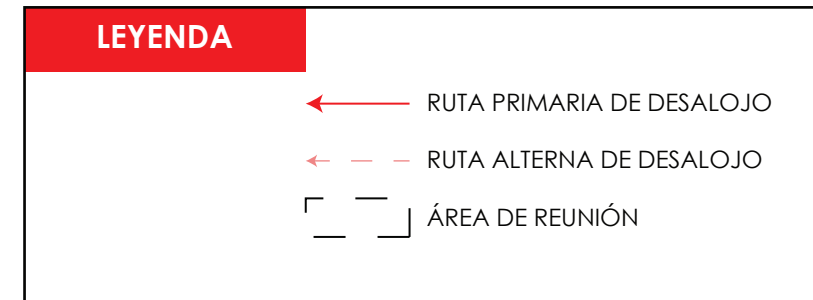 LEYENDA
RUTA PRIMARIA DE DESALOJO
RUTA ALTERNA DE DESALOJO
ÁREA DE REUNIÓN